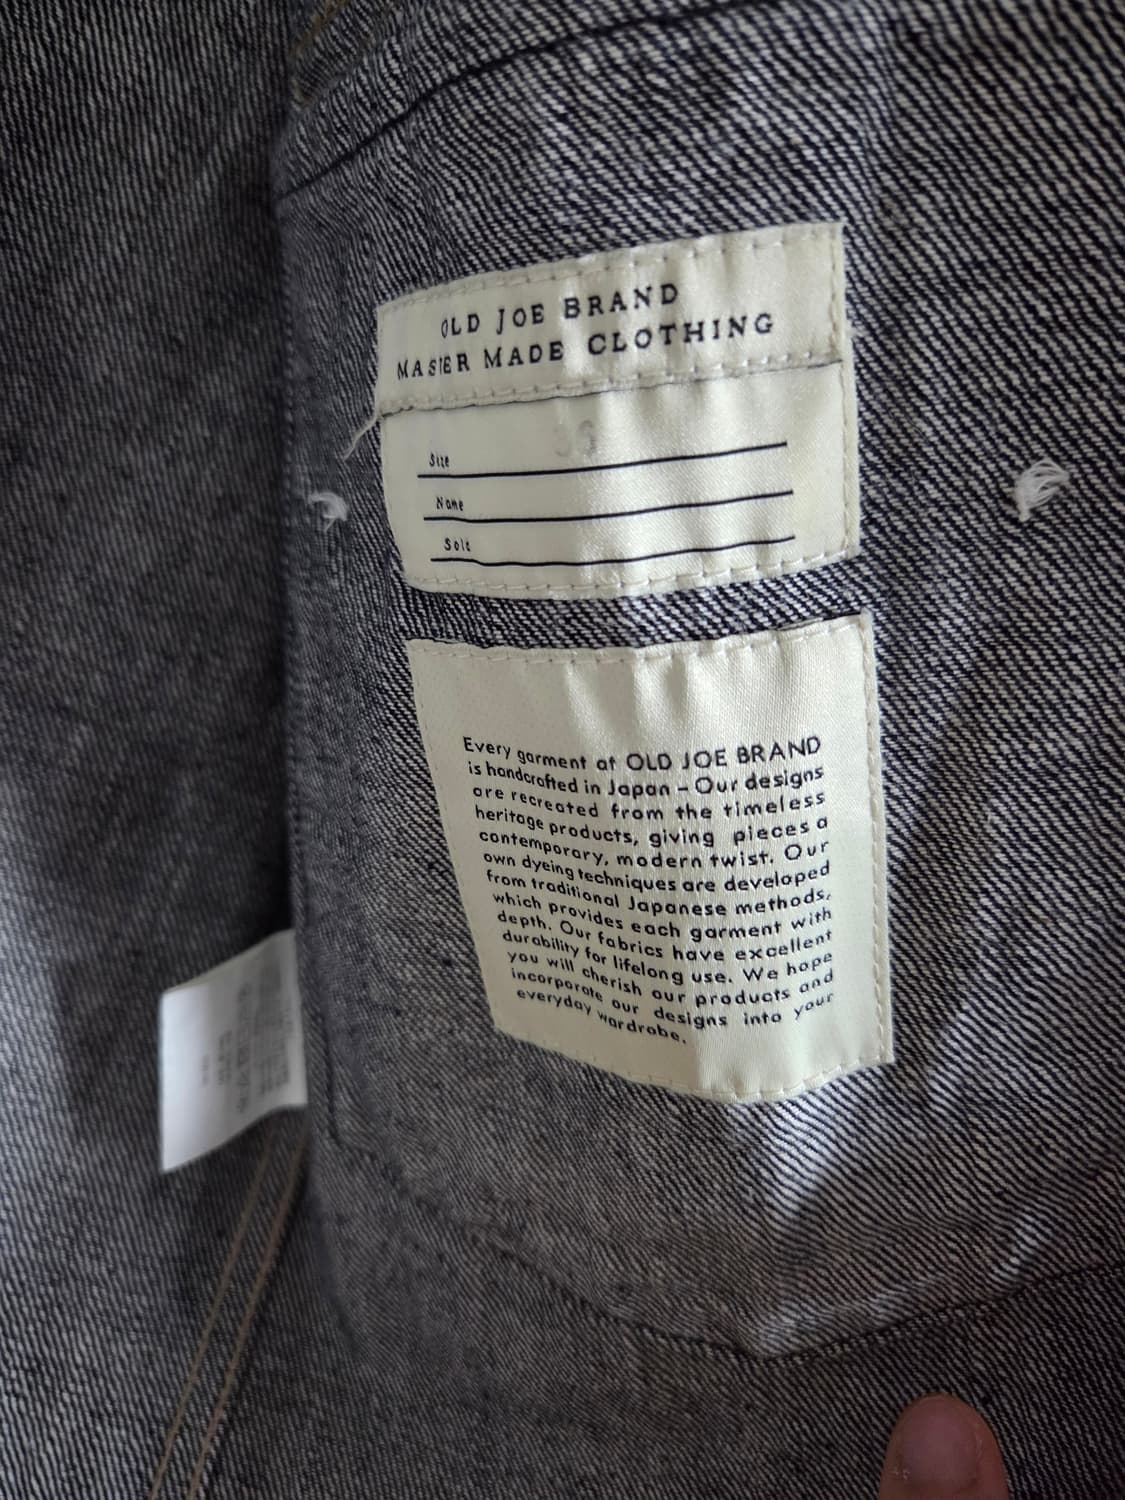 OLD JOE BRAND
MASTER MADE CLOTHING
Size
Name
Solt
Every garment at OLD JOE BRAND
is handcrafted in Japan – Our designs
are recreated from the timeless
heritage products, giving pieces a
contemporary, modern twist. Our
own dyeing techniques are developed
from traditional Japanese methods,
which provides each garment with
depth. Our fabrics have excellent
durability for lifelong use. We hope
you will cherish our products and
incorporate our designs into your
everyday wardrobe.